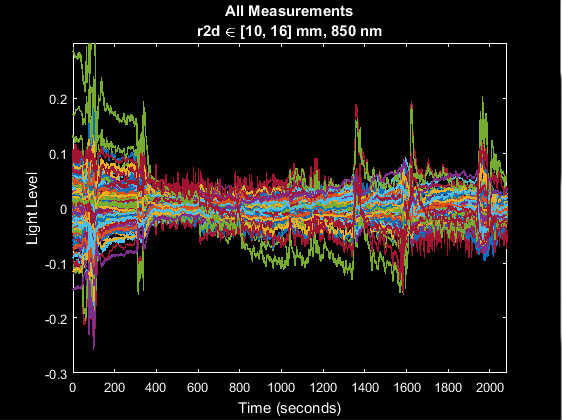 All Measurements
r2d ∈ [10, 16] mm, 850 nm
0.2
0.1
0
-0.1
-0.2
-0.3
Light Level
0 200 400 600 800 1000 1200 1400 1600 1800 2000
Time (seconds)